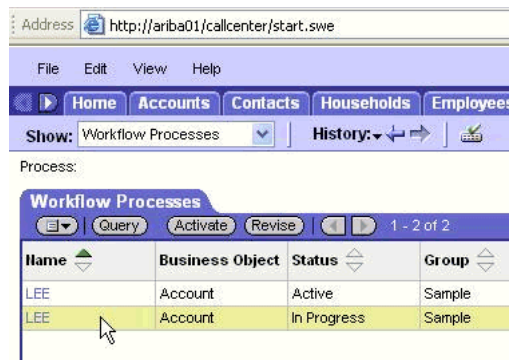 Address http://ariba01/callcenter/start.swe
File Edit View Help
Home Accounts Contacts Households Employees
Show: Workflow Processes History:
Process:
Workflow Processes
Query Activate Revise 1 - 2 of 2
Name Business Object Status Group
LEE Account Active Sample
LEE Account In Progress Sample